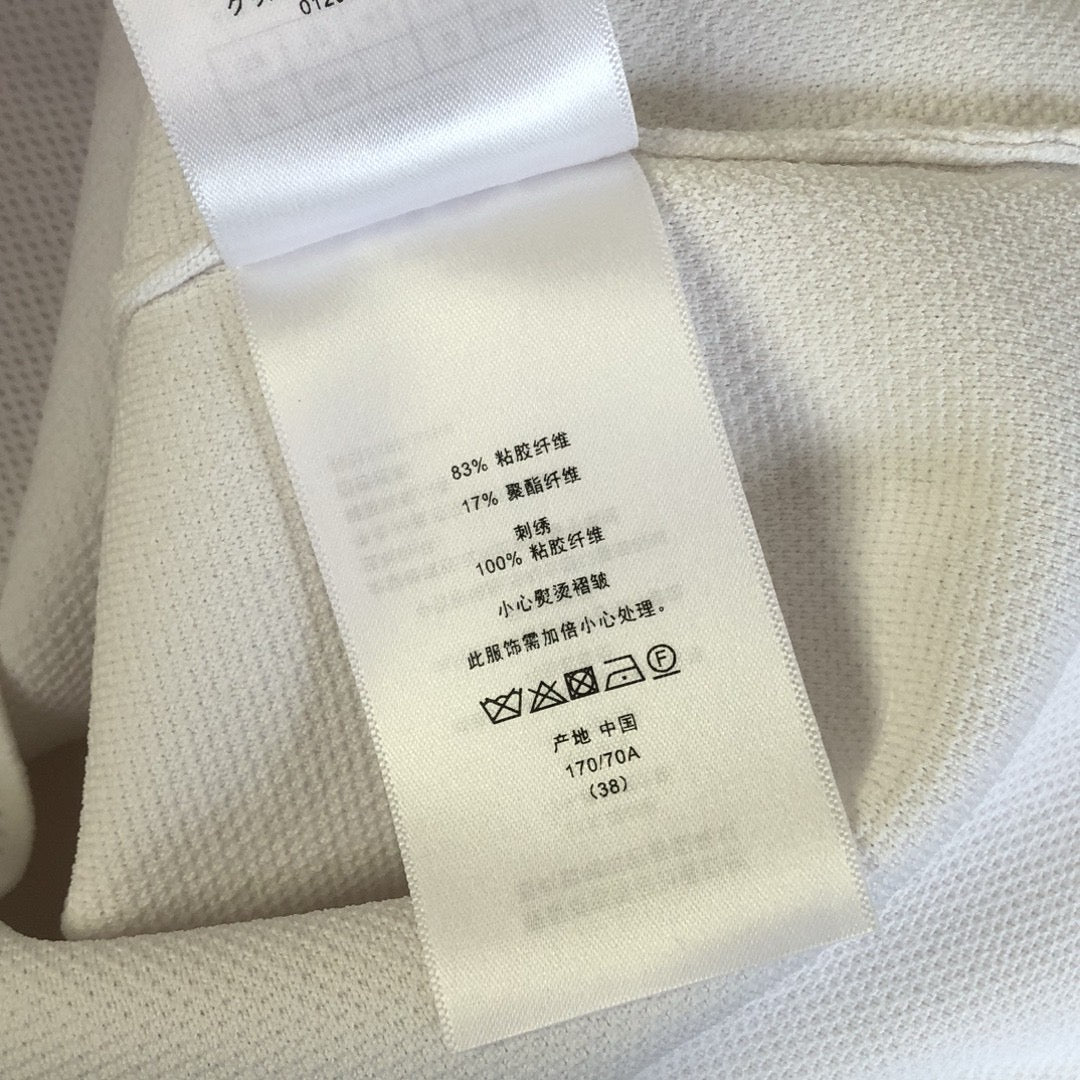 83% 粘胶纤维
17% 聚酯纤维
刺绣
100% 粘胶纤维
小心熨烫褶皱
此服饰需加倍小心处理。
F
产地 中国
170/70A
(38)